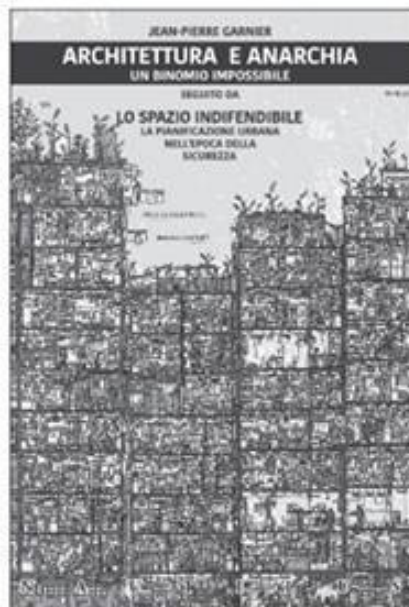 JEAN-PIERRE GARNIER
ARCHITETTURA E ANARCHIA
UN BINOMIO IMPOSSIBILE
SEGUITO DA
LO SPAZIO INDIFENDIBILE
LA PIANIFICAZIONE URBANA
NELL'EPOCA DELLA
SICUREZZA